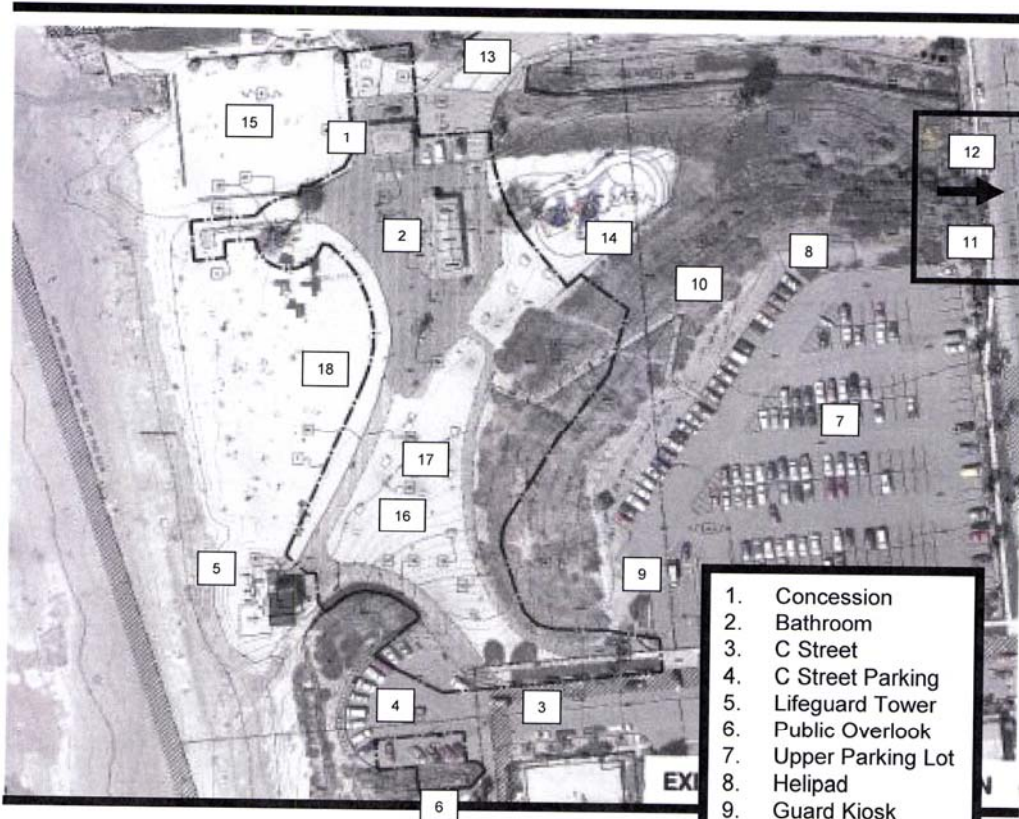 13
15
1
12
2
14
11
8
10
18
7
17
16
5
9
4
3
6
EXI
N
1. Concession
2. Bathroom
3. C Street
4. C Street Parking
5. Lifeguard Tower
6. Public Overlook
7. Upper Parking Lot
8. Helipad
9. Guard Kiosk